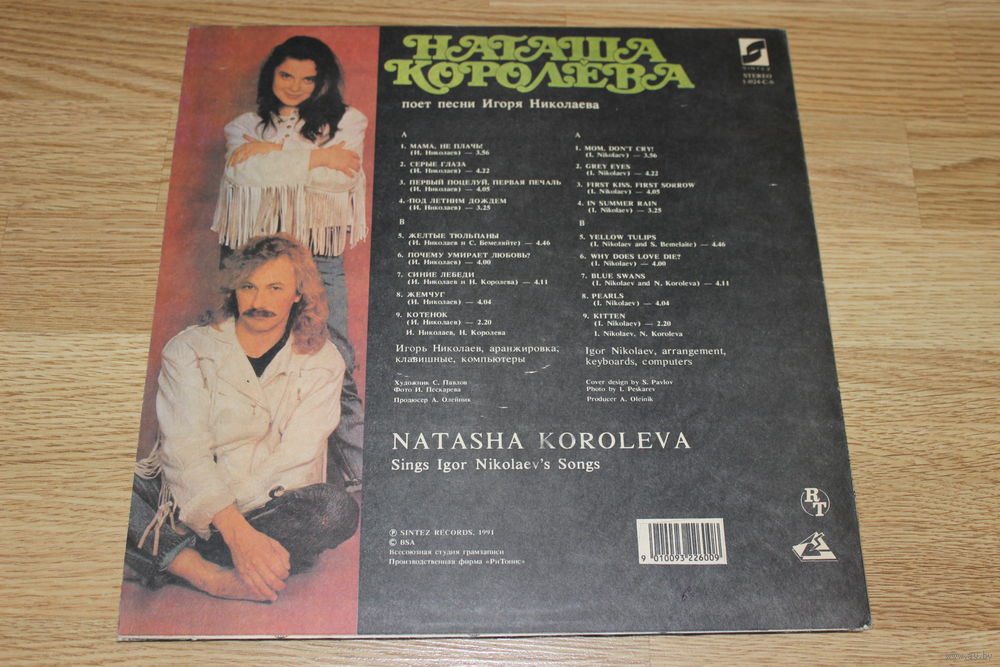 НАТАША
КОРОЛЁВА
поет песни Игоря Николаева
SINTEZ
STEREO
1-024-C-A
А
1. МАМА, НЕ ПЛАЧЬ!
(И. Николаев) — 3.56
2. СЕРЫЕ ГЛАЗА
(И. Николаев) — 4.22
3. ПЕРВЫЙ ПОЦЕЛУЙ, ПЕРВАЯ ПЕЧАЛЬ
(И. Николаев) — 4.05
4. ПОД ЛЕТНИМ ДОЖДЕМ
(И. Николаев) — 3.25
В
5. ЖЕЛТЫЕ ТЮЛЬПАНЫ
(И. Николаев и С. Бемеляйте) — 4.46
6. ПОЧЕМУ УМИРАЕТ ЛЮБОВЬ?
(И. Николаев) — 4.00
7. СИНИЕ ЛЕБЕДИ
(И. Николаев и Н. Королева) — 4.11
8. ЖЕМЧУГ
(И. Николаев) — 4.04
9. КОТЕНОК
(И. Николаев) — 2.20
И. Николаев, Н. Королева
Игорь Николаев, аранжировка,
клавишные, компьютеры
Художник С. Павлов
Фото И. Пескарева
Продюсер А. Олейник
A
1. MOM, DON'T CRY!
(I. Nikolaev) — 3.56
2. GREY EYES
(I. Nikolaev) — 4.22
3. FIRST KISS, FIRST SORROW
(I. Nikolaev) — 4.05
4. IN SUMMER RAIN
(I. Nikolaev) — 3.25
B
5. YELLOW TULIPS
(I. Nikolaev and S. Bemelaite) — 4.46
6. WHY DOES LOVE DIE?
(I. Nikolaev) — 4.00
7. BLUE SWANS
(I. Nikolaev and N. Koroleva) — 4.11
8. PEARLS
(I. Nikolaev) — 4.04
9. KITTEN
(I. Nikolaev) — 2.20
I. Nikolaev, N. Koroleva
Igor Nikolaev, arrangement,
keyboards, computers
Cover design by S. Pavlov
Photo by I. Peskarev
Producer A. Oleinik
NATASHA KOROLEVA
Sings Igor Nikolaev's Songs
℗ SINTEZ RECORDS, 1991
© BSA
Всесоюзная студия грамзаписи
Производственная фирма «РиТонис»
9 010093 226009
RT
www.ay.by